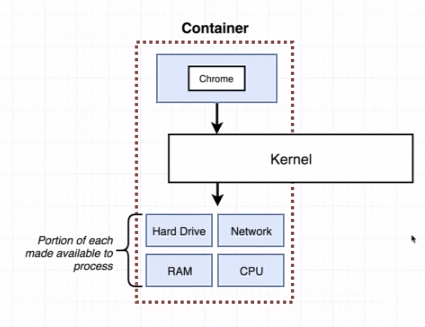 Container
Chrome
Kernel
Hard Drive
Network
Portion of each
made available to
process
RAM
CPU